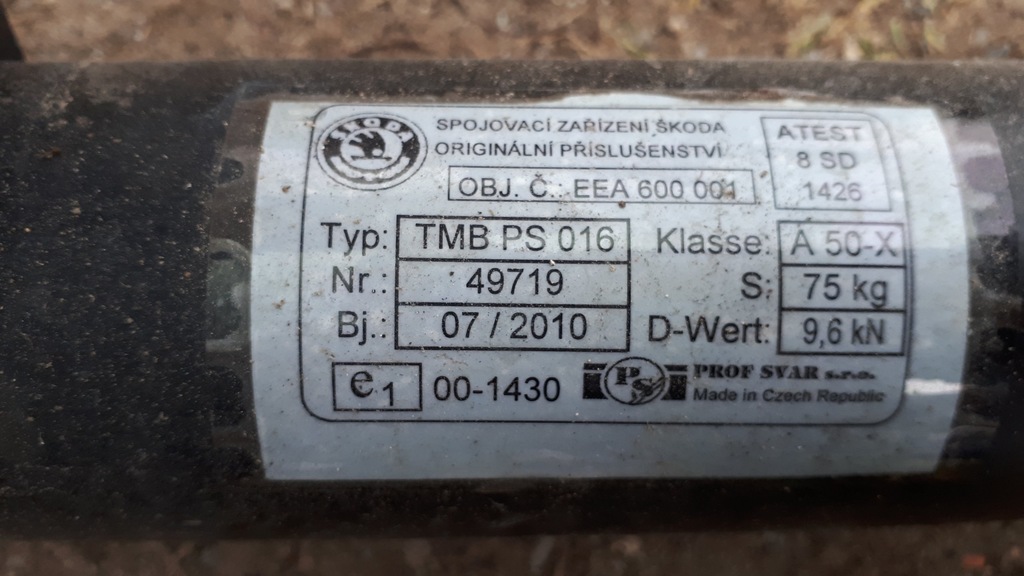 ŠKODA
SPOJOVACÍ ZAŘÍZENÍ ŠKODA
ORIGINÁLNÍ PŘÍSLUŠENSTVÍ
OBJ. Č.: EEA 600 001
ATEST
8 SD
1426
Typ: TMB PS 016 Klasse: A 50-X
Nr.: 49719 S: 75 kg
Bj.: 07 / 2010 D-Wert: 9,6 kN
e1 00-1430 PS PROF SVAR s.r.o.
Made in Czech Republic